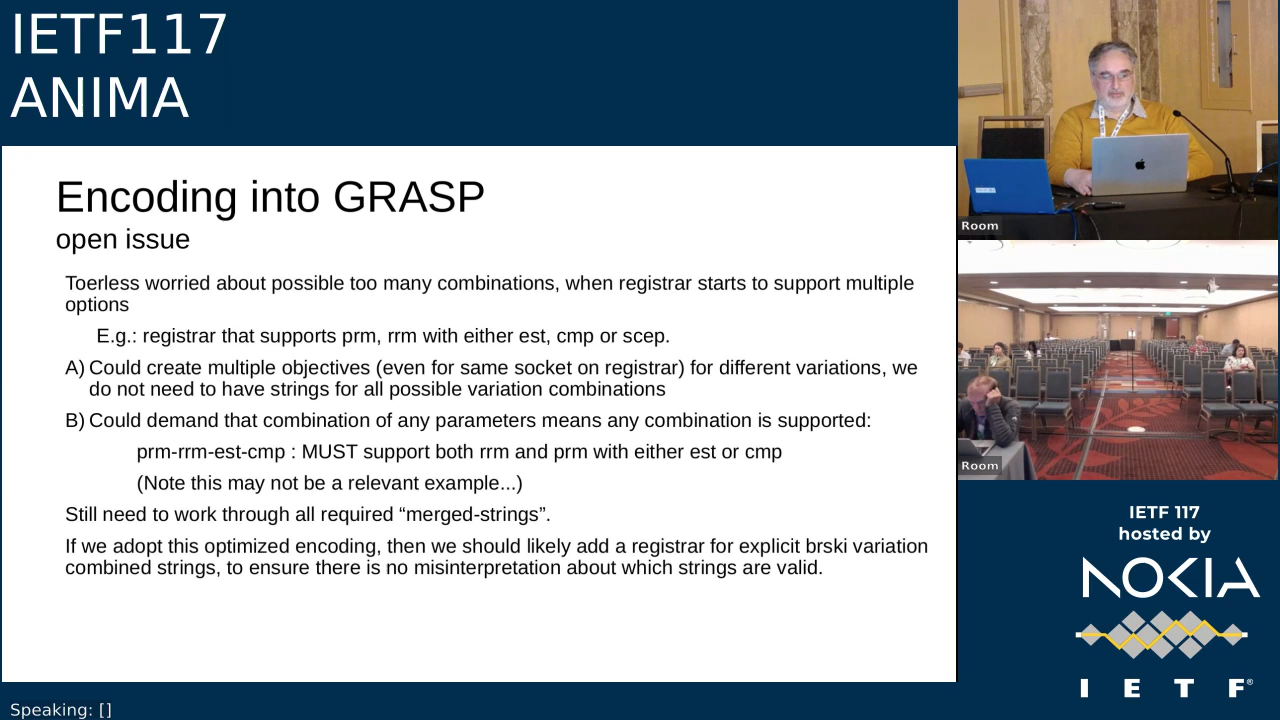 IETF117
ANIMA
Encoding into GRASP
open issue
Toerless worried about possible too many combinations, when registrar starts to support multiple
options
E.g.: registrar that supports prm, rrm with either est, cmp or scep.
A) Could create multiple objectives (even for same socket on registrar) for different variations, we
do not need to have strings for all possible variation combinations
B) Could demand that combination of any parameters means any combination is supported:
prm-rrm-est-cmp : MUST support both rrm and prm with either est or cmp
(Note this may not be a relevant example...)
Still need to work through all required “merged-strings”.
If we adopt this optimized encoding, then we should likely add a registrar for explicit brski variation
combined strings, to ensure there is no misinterpretation about which strings are valid.
Speaking: []
Room
Room
IETF 117
hosted by
NOKIA
I E T F®